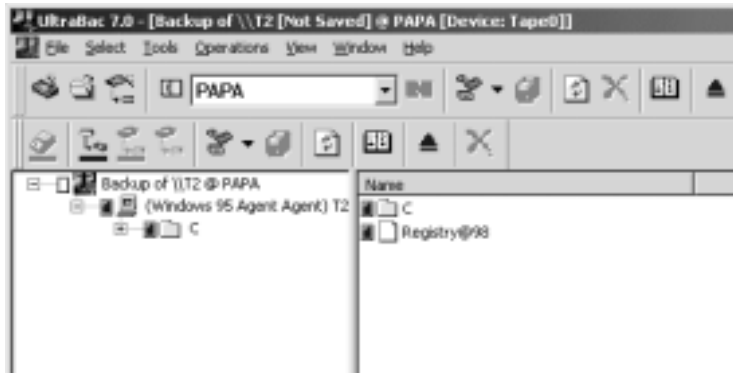 UltraBac 7.0 - [Backup of \\T2 [Not Saved] @ PAPA [Device: Tape0]]
File Select Tools Operations View Window Help
PAPA
Backup of \\T2 @ PAPA
(Windows 95 Agent Agent) T2
C
Name
C
Registry@98